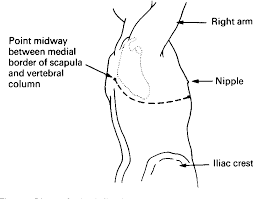 Right arm
Point midway
between medial
border of scapula
and vertebral
column
Nipple
Iliac crest